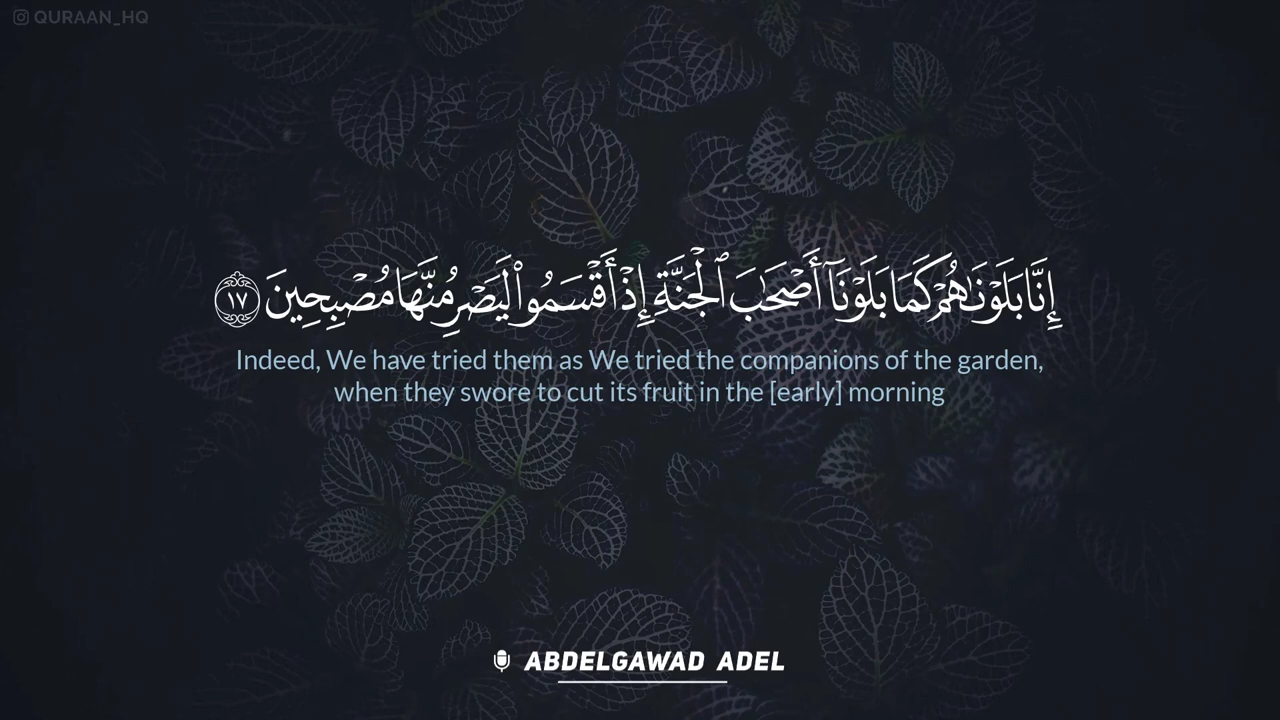 QURAAN_HQ
إِنَّا بَلَوْنَٰهُمْ كَمَا بَلَوْنَآ أَصْحَٰبَ ٱلْجَنَّةِ إِذْ أَقْسَمُوا۟ لَيَصْرِمُنَّهَا مُصْبِحِينَ ١٧
Indeed, We have tried them as We tried the companions of the garden,
when they swore to cut its fruit in the [early] morning
ABDELGAWAD ADEL